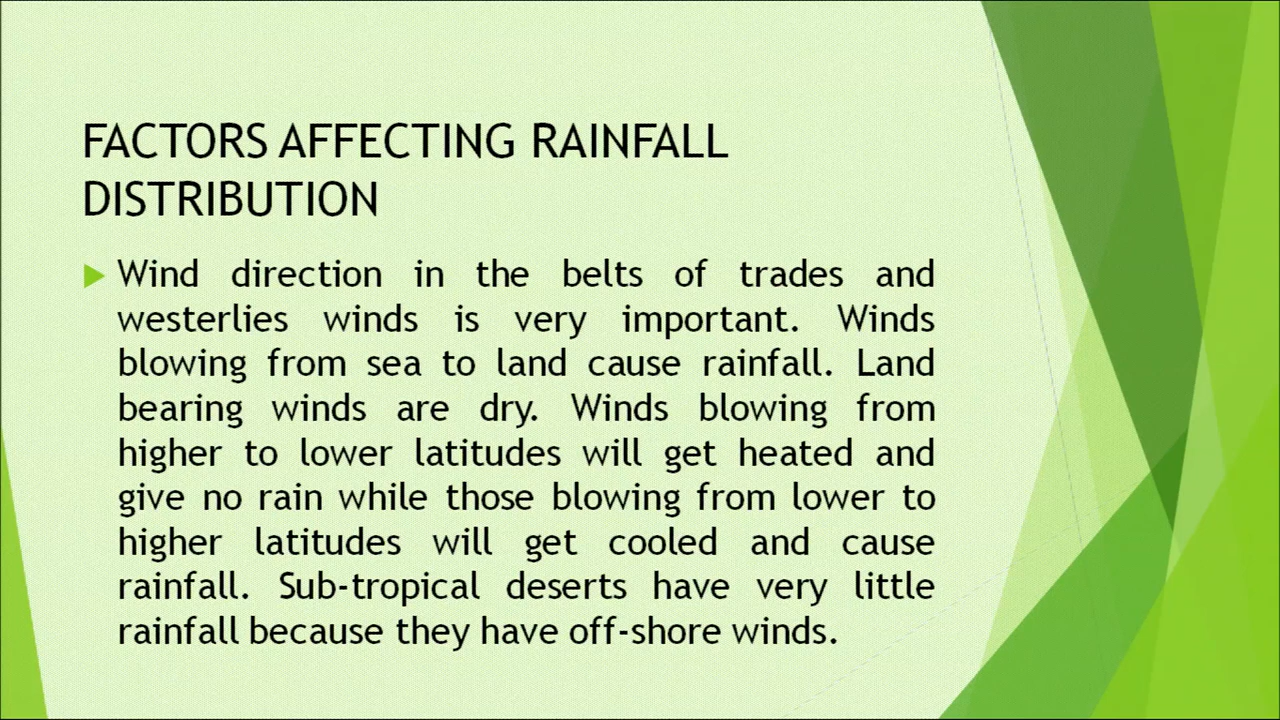 FACTORS AFFECTING RAINFALL
DISTRIBUTION
Wind direction in the belts of trades and
westerlies winds is very important. Winds
blowing from sea to land cause rainfall. Land
bearing winds are dry. Winds blowing from
higher to lower latitudes will get heated and
give no rain while those blowing from lower to
higher latitudes will get cooled and cause
rainfall. Sub-tropical deserts have very little
rainfall because they have off-shore winds.